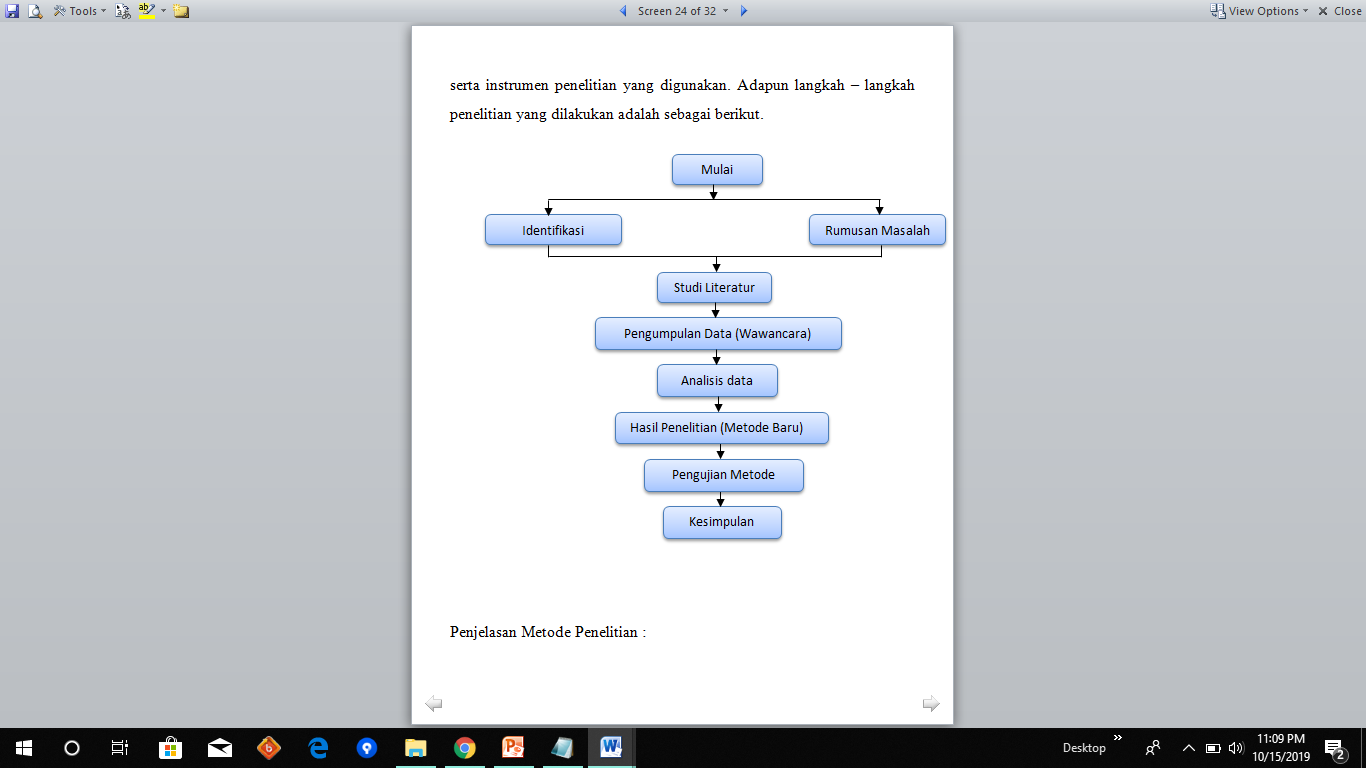 Tools
Screen 24 of 32
View Options
Close
serta instrumen penelitian yang digunakan. Adapun langkah – langkah
penelitian yang dilakukan adalah sebagai berikut.
Mulai
Identifikasi
Rumusan Masalah
Studi Literatur
Pengumpulan Data (Wawancara)
Analisis data
Hasil Penelitian (Metode Baru)
Pengujian Metode
Kesimpulan
Penjelasan Metode Penelitian :
Desktop
11:09 PM
10/15/2019
2